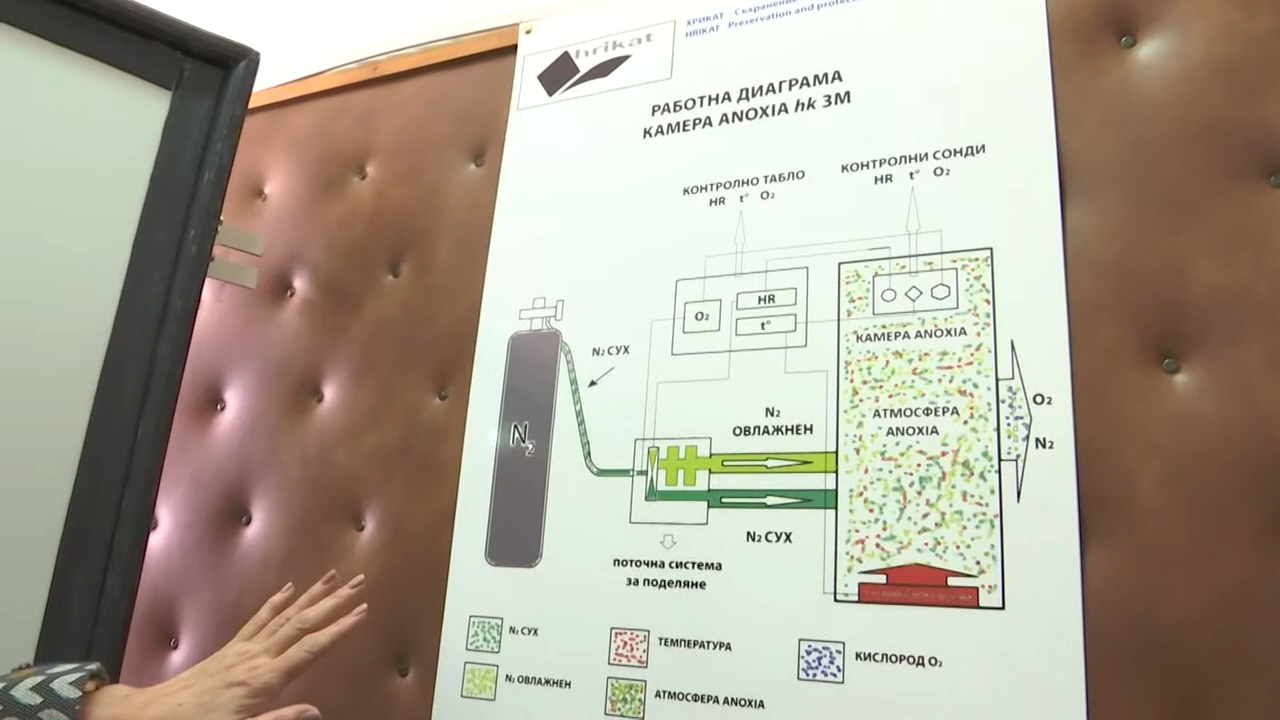 hrikat
ХРИКАТ - Съхранение
HRIKAT Preservation and
РАБОТНА ДИАГРАМА
КАМЕРА ANOXIA hk 3M
КОНТРОЛНО ТАБЛО
HR t° O₂
КОНТРОЛНИ СОНДИ
HR t° O₂
O₂
HR
t°
КАМЕРА ANOXIA
АТМОСФЕРА
ANOXIA
O₂
N₂
N₂ СУХ
N₂
N₂
ОВЛАЖНЕН
N₂ СУХ
поточна система
за поделяне
N₂ СУХ
N₂ ОВЛАЖНЕН
ТЕМПЕРАТУРА
АТМОСФЕРА ANOXIA
КИСЛОРОД O₂